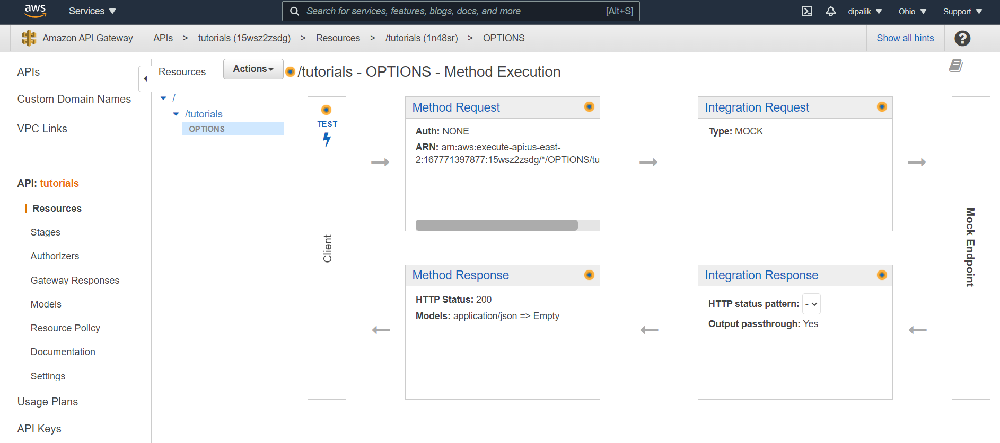 aws
Services
Search for services, features, blogs, docs, and more
[Alt+S]
dipalik
Ohio
Support
Amazon API Gateway
APIs > tutorials (15wsz2zsdg) > Resources > /tutorials (1n48sr) > OPTIONS
Show all hints
?
APIs
Custom Domain Names
VPC Links
API: tutorials
Resources
Stages
Authorizers
Gateway Responses
Models
Resource Policy
Documentation
Settings
Usage Plans
API Keys
Resources
Actions
/
/tutorials
OPTIONS
/tutorials - OPTIONS - Method Execution
TEST
Client
Method Request
Auth: NONE
ARN: arn:aws:execute-api:us-east-
2:167771397877:15wsz2zsdg/*/OPTIONS/tu
Integration Request
Type: MOCK
Mock Endpoint
Method Response
HTTP Status: 200
Models: application/json => Empty
Integration Response
HTTP status pattern: -
Output passthrough: Yes